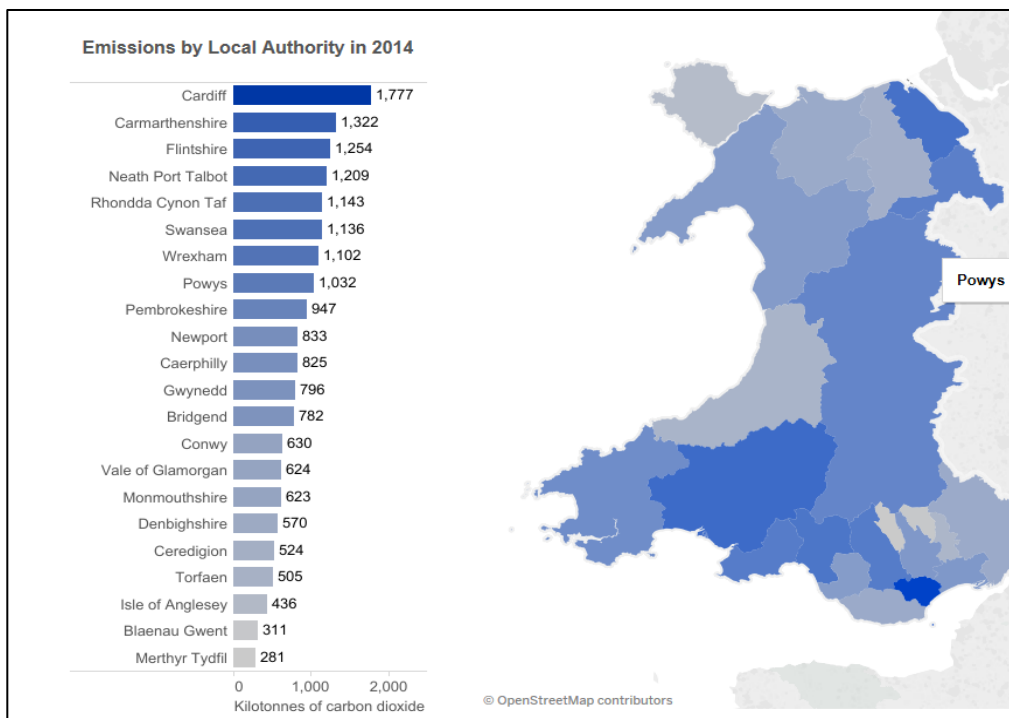 Emissions by Local Authority in 2014
Cardiff 1,777
Carmarthenshire 1,322
Flintshire 1,254
Neath Port Talbot 1,209
Rhondda Cynon Taf 1,143
Swansea 1,136
Wrexham 1,102
Powys 1,032
Pembrokeshire 947
Newport 833
Caerphilly 825
Gwynedd 796
Bridgend 782
Conwy 630
Vale of Glamorgan 624
Monmouthshire 623
Denbighshire 570
Ceredigion 524
Torfaen 505
Isle of Anglesey 436
Blaenau Gwent 311
Merthyr Tydfil 281
0 1,000 2,000
Kilotonnes of carbon dioxide
Powys
© OpenStreetMap contributors